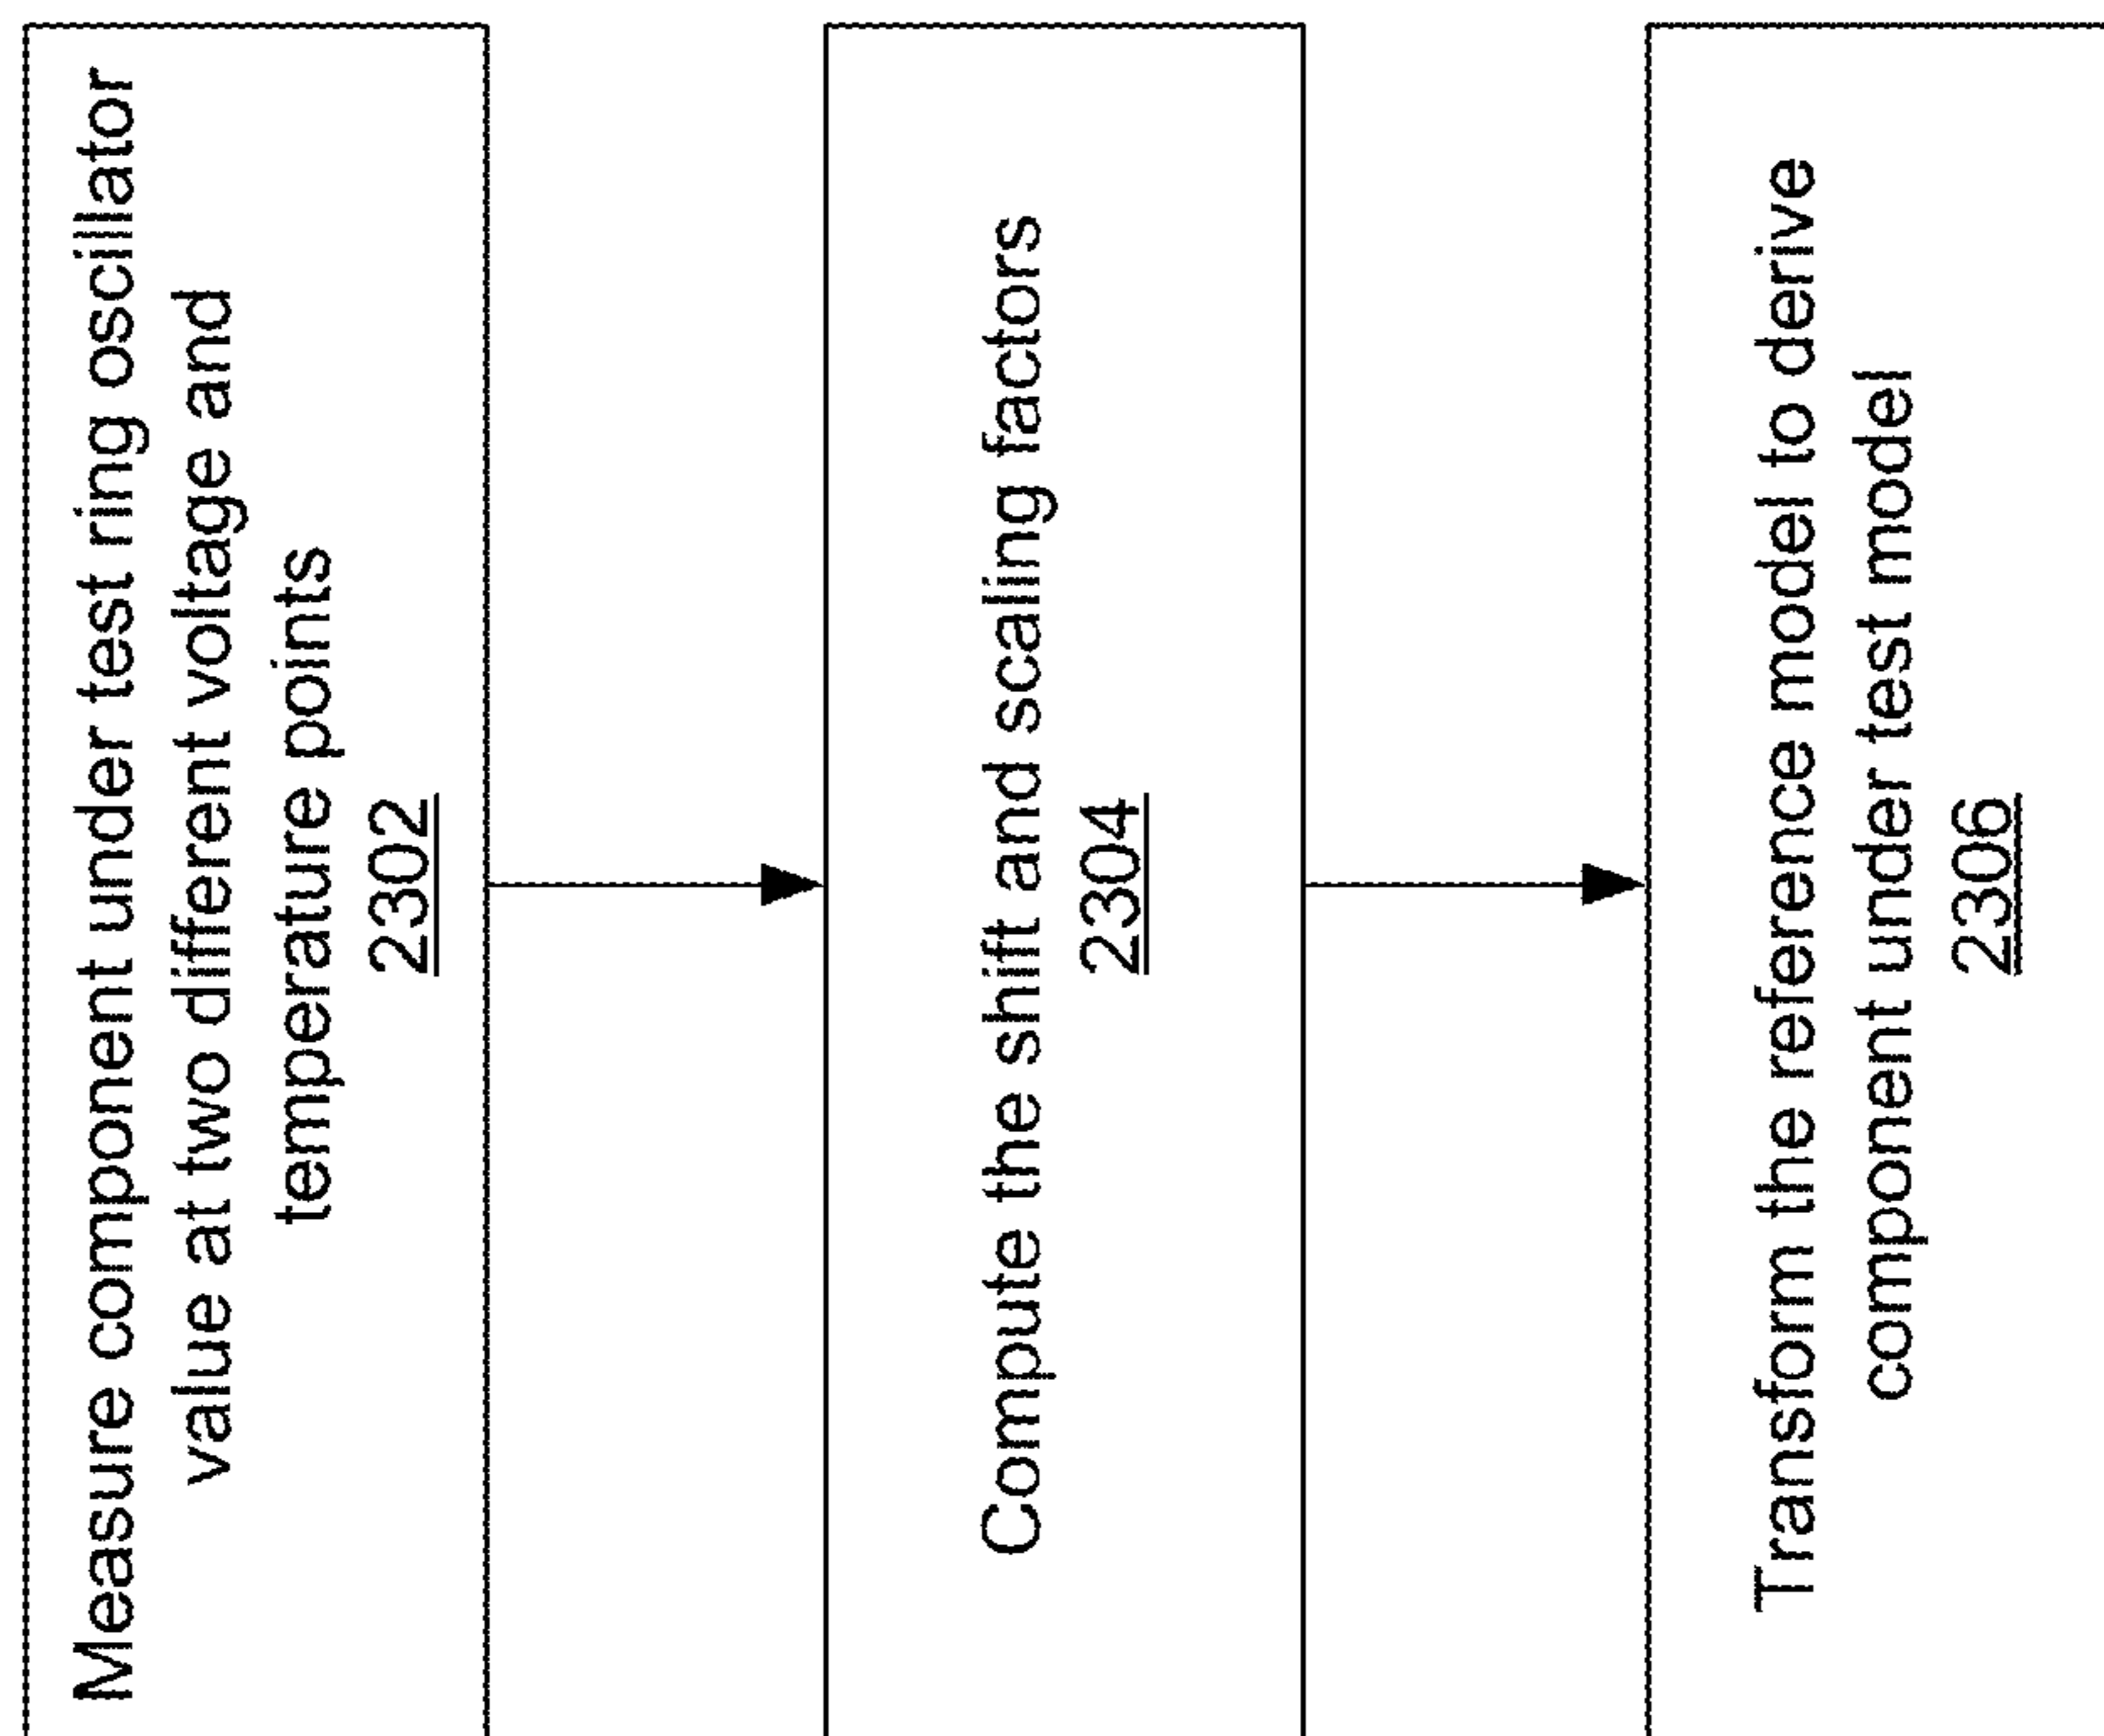 Measure component under test ring oscillator
value at two different voltage and
temperature points
2302
Compute the shift and scaling factors
2304
Transform the reference model to derive
component under test model
2306